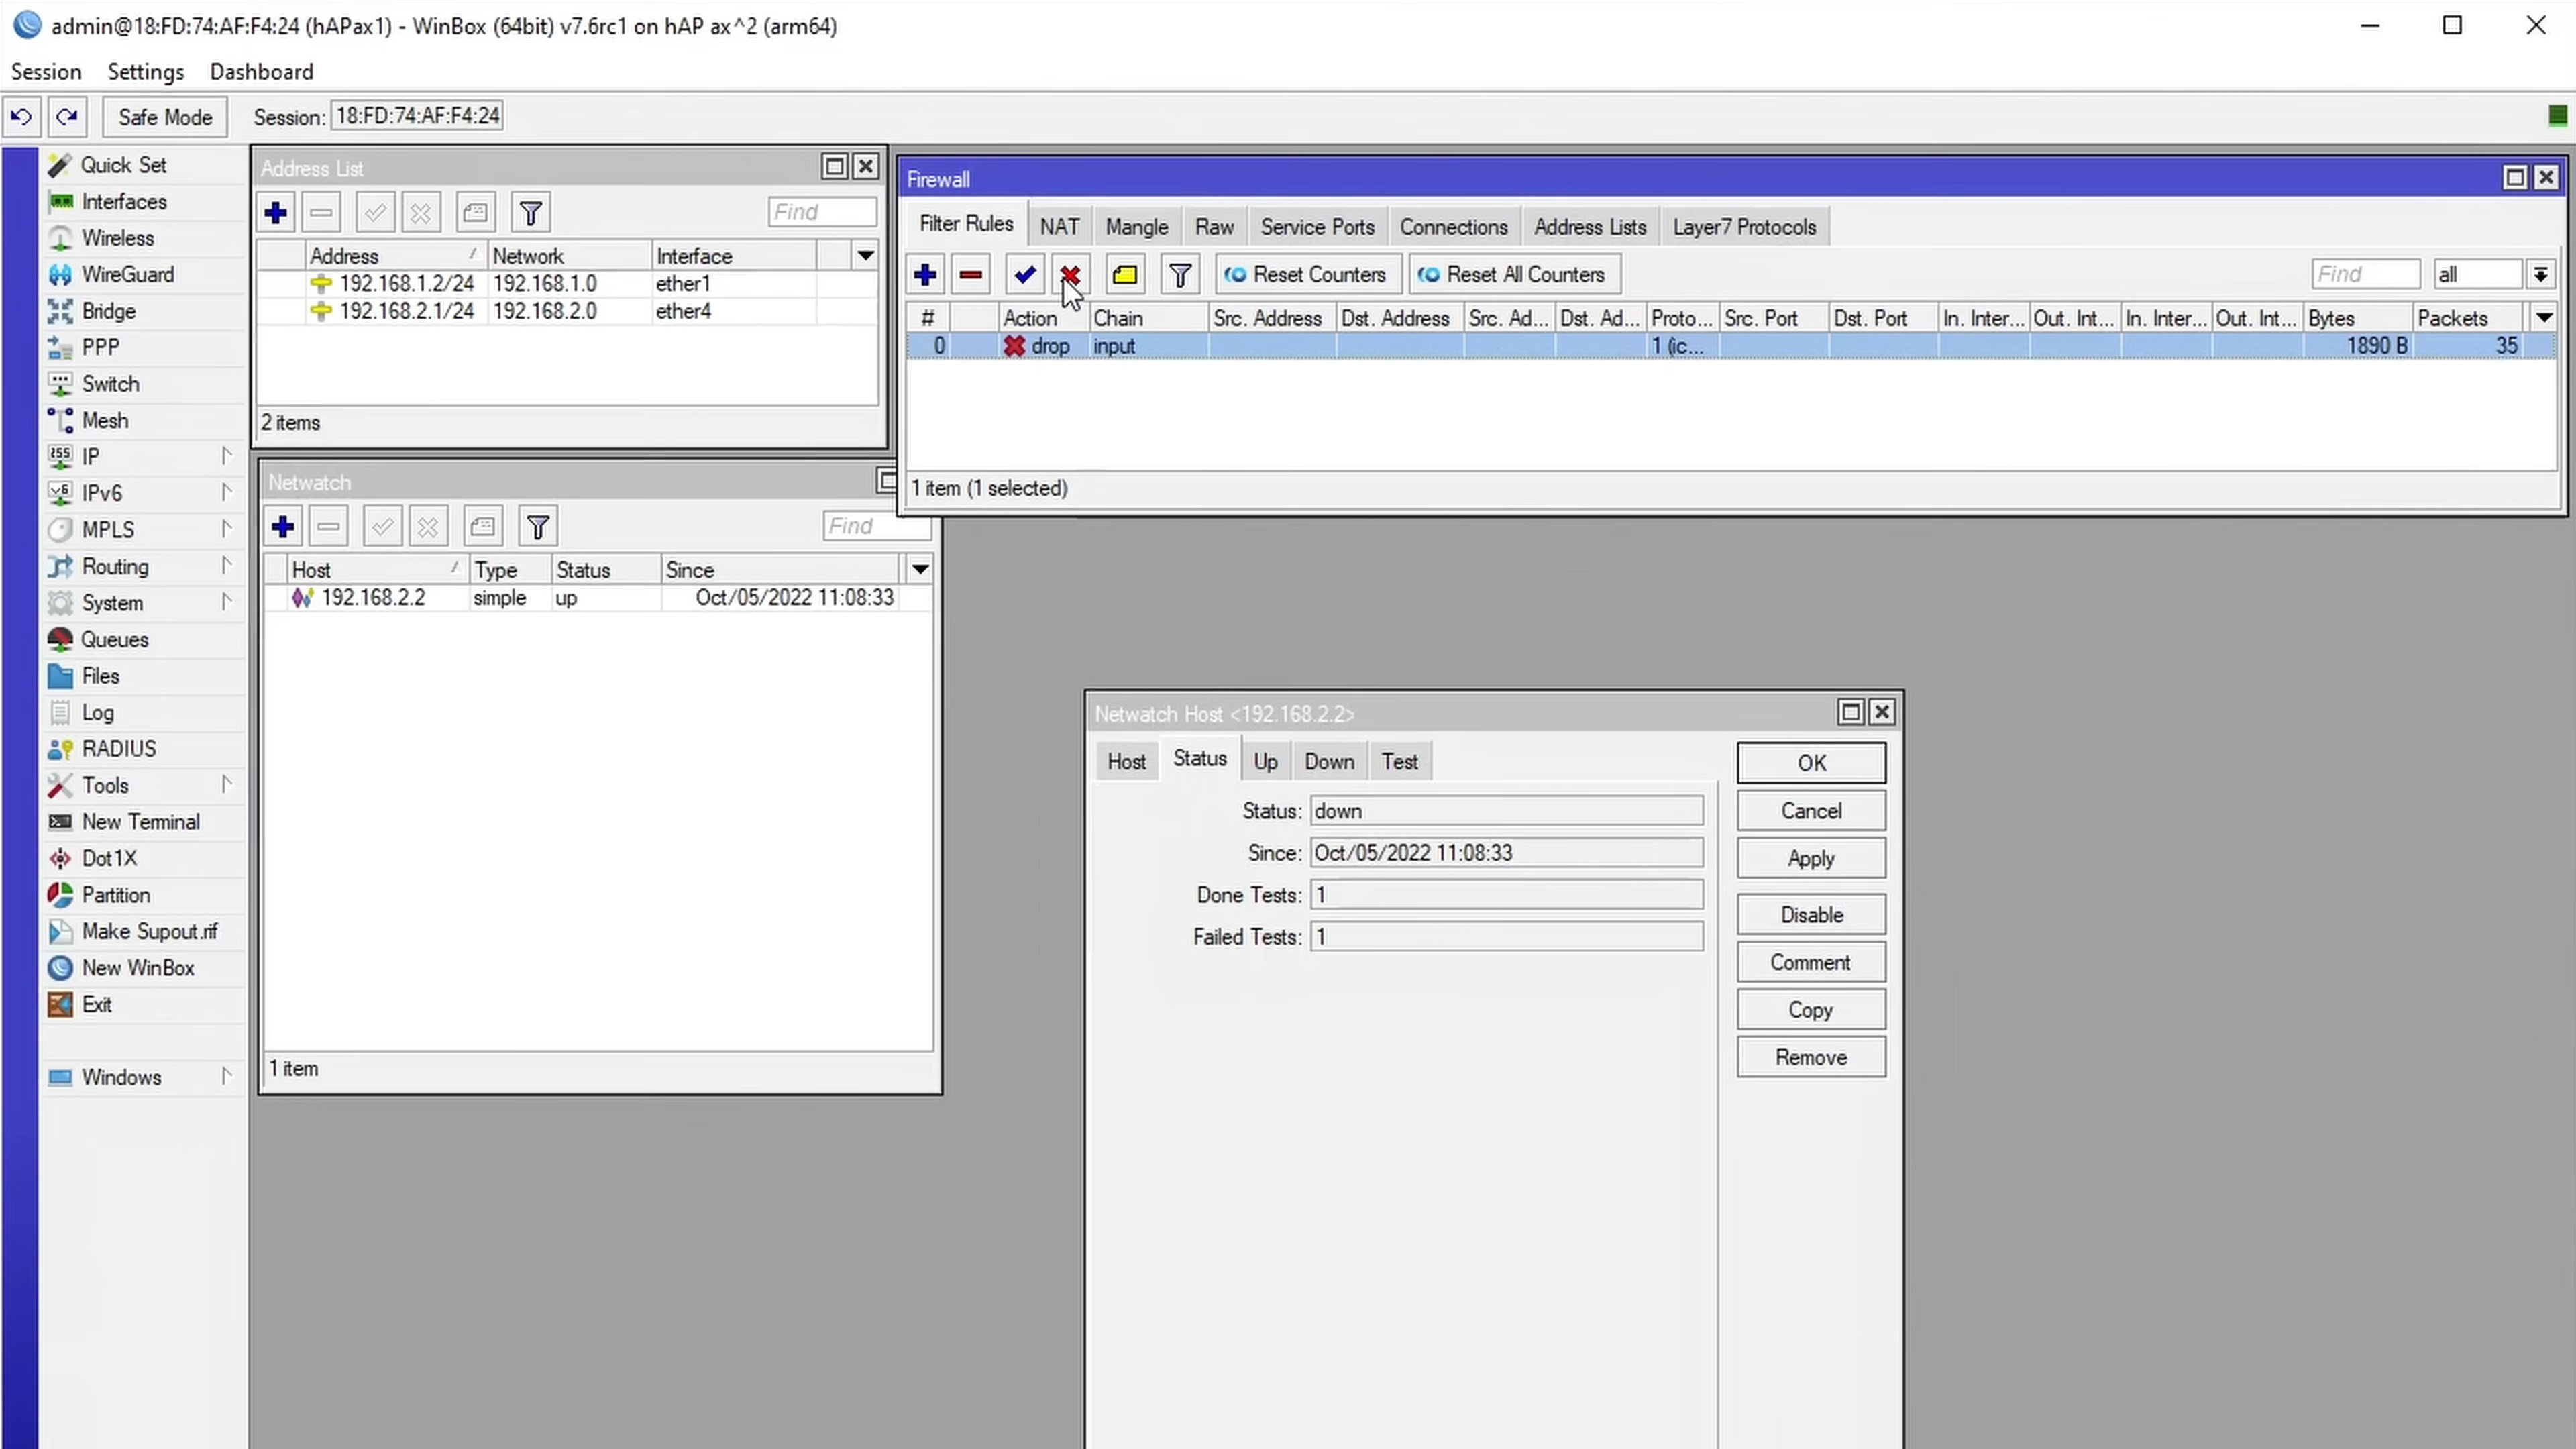 admin@18:FD:74:AF:F4:24 (hAPax1) - WinBox (64bit) v7.6rc1 on hAP ax^2 (arm64)
Session Settings Dashboard
Safe Mode Session: 18:FD:74:AF:F4:24
Quick Set
Interfaces
Wireless
WireGuard
Bridge
PPP
Switch
Mesh
IP
IPv6
MPLS
Routing
System
Queues
Files
Log
RADIUS
Tools
New Terminal
Dot1X
Partition
Make Supout.rif
New WinBox
Exit
Windows
Address List
Find
Address Network Interface
192.168.1.2/24 192.168.1.0 ether1
192.168.2.1/24 192.168.2.0 ether4
2 items
Firewall
Filter Rules NAT Mangle Raw Service Ports Connections Address Lists Layer7 Protocols
Reset Counters Reset All Counters Find all
# Action Chain Src. Address Dst. Address Src. Ad... Dst. Ad... Proto... Src. Port Dst. Port In. Inter... Out. Int... In. Inter... Out. Int... Bytes Packets
0 drop input 1 (ic... 1890 B 35
1 item (1 selected)
Netwatch
Find
Host Type Status Since
192.168.2.2 simple up Oct/05/2022 11:08:33
1 item
Netwatch Host <192.168.2.2>
Host Status Up Down Test
Status: down
Since: Oct/05/2022 11:08:33
Done Tests: 1
Failed Tests: 1
OK
Cancel
Apply
Disable
Comment
Copy
Remove